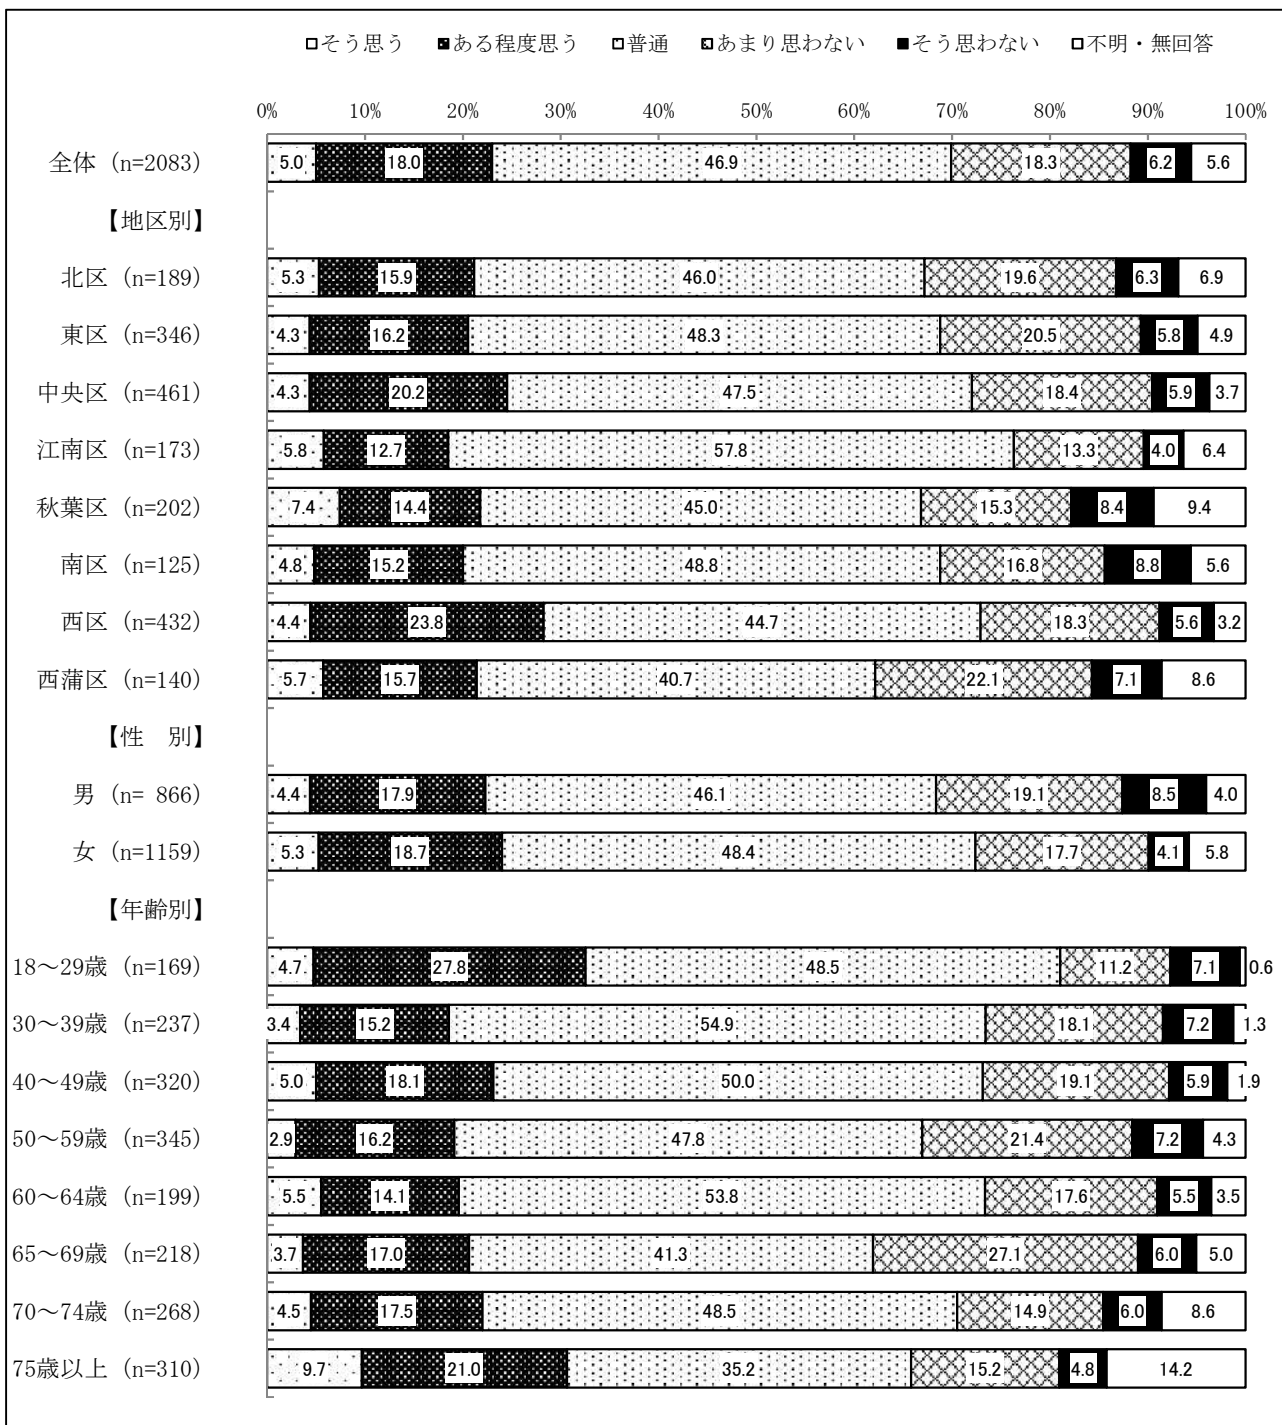 □そう思う ■ある程度思う □普通 □あまり思わない ■そう思わない □不明・無回答
0% 10% 20% 30% 40% 50% 60% 70% 80% 90% 100%
全体 (n=2083) 5.0 18.0 46.9 18.3 6.2 5.6
【地区別】
北区 (n=189) 5.3 15.9 46.0 19.6 6.3 6.9
東区 (n=346) 4.3 16.2 48.3 20.5 5.8 4.9
中央区 (n=461) 4.3 20.2 47.5 18.4 5.9 3.7
江南区 (n=173) 5.8 12.7 57.8 13.3 4.0 6.4
秋葉区 (n=202) 7.4 14.4 45.0 15.3 8.4 9.4
南区 (n=125) 4.8 15.2 48.8 16.8 8.8 5.6
西区 (n=432) 4.4 23.8 44.7 18.3 5.6 3.2
西蒲区 (n=140) 5.7 15.7 40.7 22.1 7.1 8.6
【性　別】
男 (n= 866) 4.4 17.9 46.1 19.1 8.5 4.0
女 (n=1159) 5.3 18.7 48.4 17.7 4.1 5.8
【年齢別】
18～29歳 (n=169) 4.7 27.8 48.5 11.2 7.1 0.6
30～39歳 (n=237) 3.4 15.2 54.9 18.1 7.2 1.3
40～49歳 (n=320) 5.0 18.1 50.0 19.1 5.9 1.9
50～59歳 (n=345) 2.9 16.2 47.8 21.4 7.2 4.3
60～64歳 (n=199) 5.5 14.1 53.8 17.6 5.5 3.5
65～69歳 (n=218) 3.7 17.0 41.3 27.1 6.0 5.0
70～74歳 (n=268) 4.5 17.5 48.5 14.9 6.0 8.6
75歳以上 (n=310) 9.7 21.0 35.2 15.2 4.8 14.2